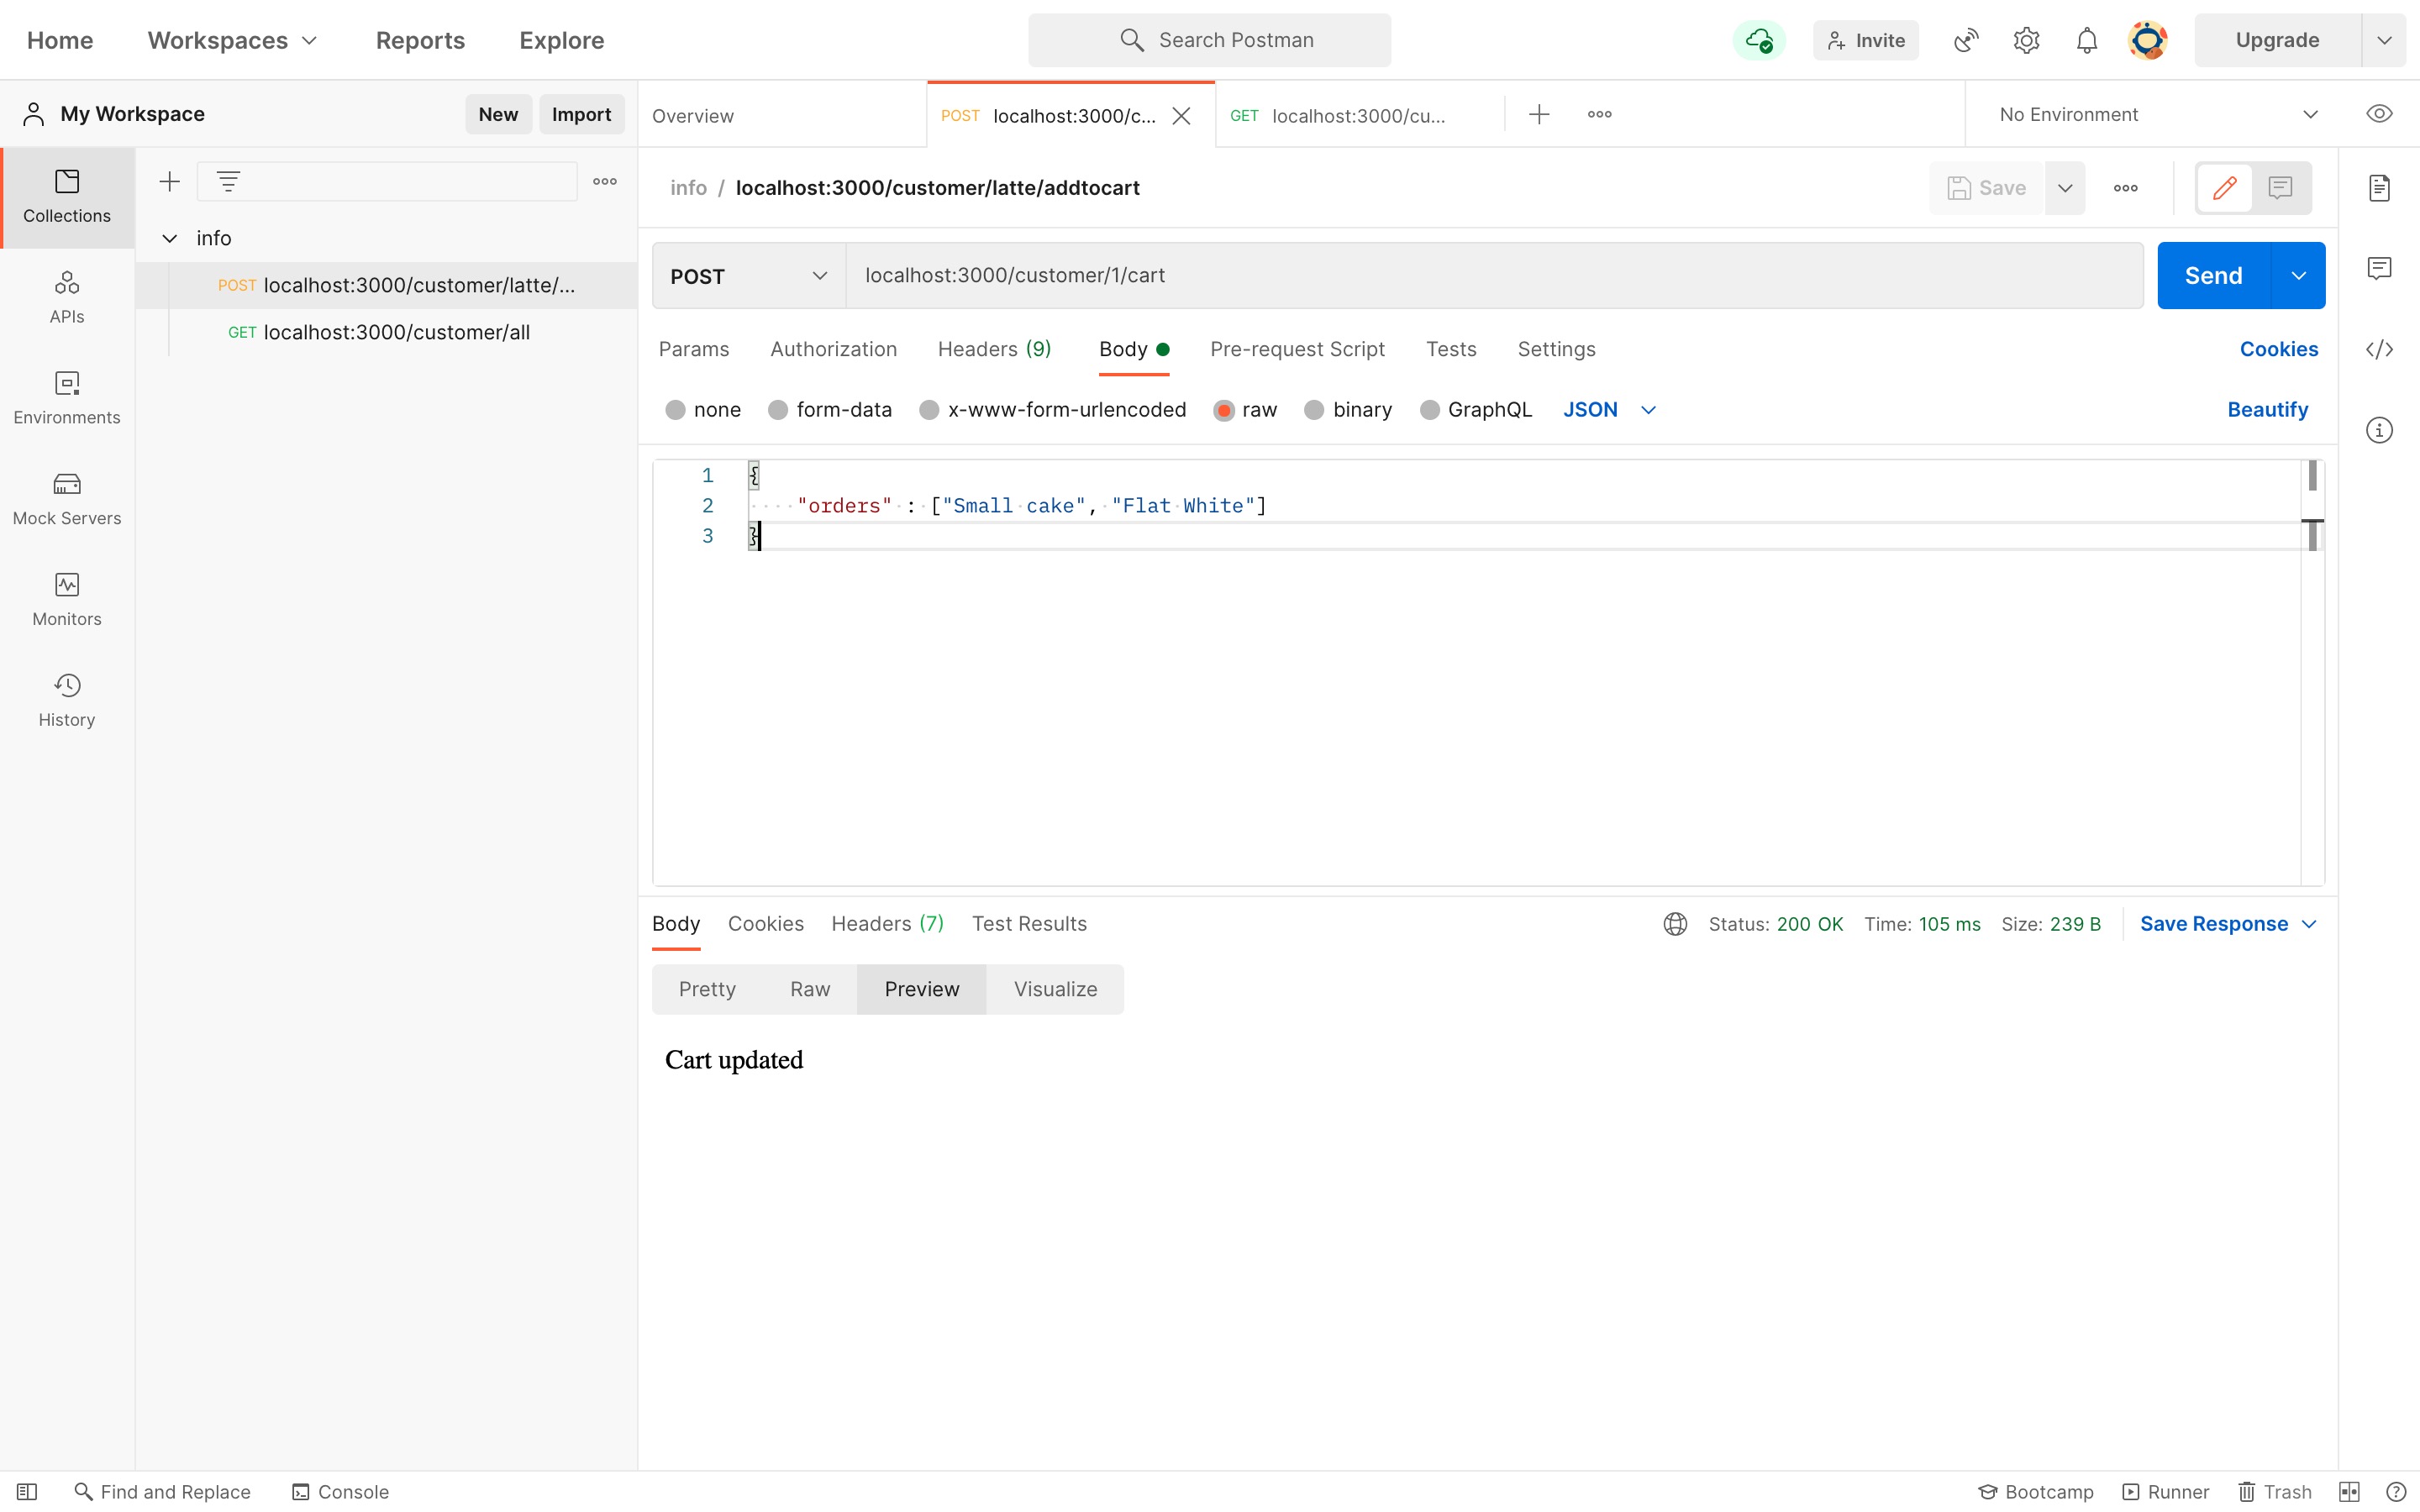 Home Workspaces Reports Explore Search Postman Invite Upgrade
My Workspace New Import Overview POST localhost:3000/c... GET localhost:3000/cu... No Environment
Collections
APIs
Environments
Mock Servers
Monitors
History
info
POST localhost:3000/customer/latte/...
GET localhost:3000/customer/all
info / localhost:3000/customer/latte/addtocart Save
POST localhost:3000/customer/1/cart Send
Params Authorization Headers (9) Body Pre-request Script Tests Settings Cookies
none form-data x-www-form-urlencoded raw binary GraphQL JSON Beautify
1 {
2 "orders" : ["Small cake", "Flat White"]
3 }
Body Cookies Headers (7) Test Results Status: 200 OK Time: 105 ms Size: 239 B Save Response
Pretty Raw Preview Visualize
Cart updated
Find and Replace Console Bootcamp Runner Trash